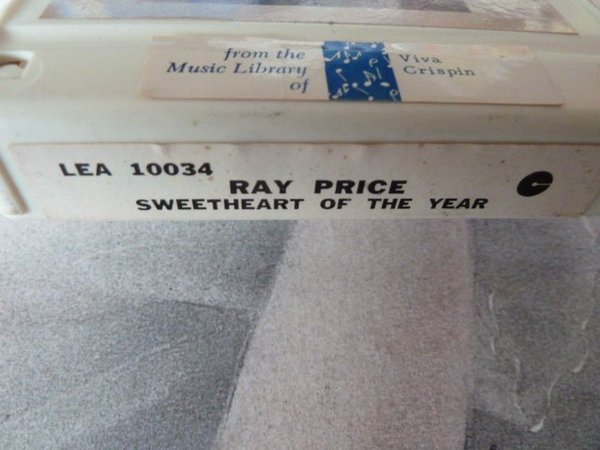 from the
Music Library
of
Viva
Crispin
LEA 10034
RAY PRICE
SWEETHEART OF THE YEAR